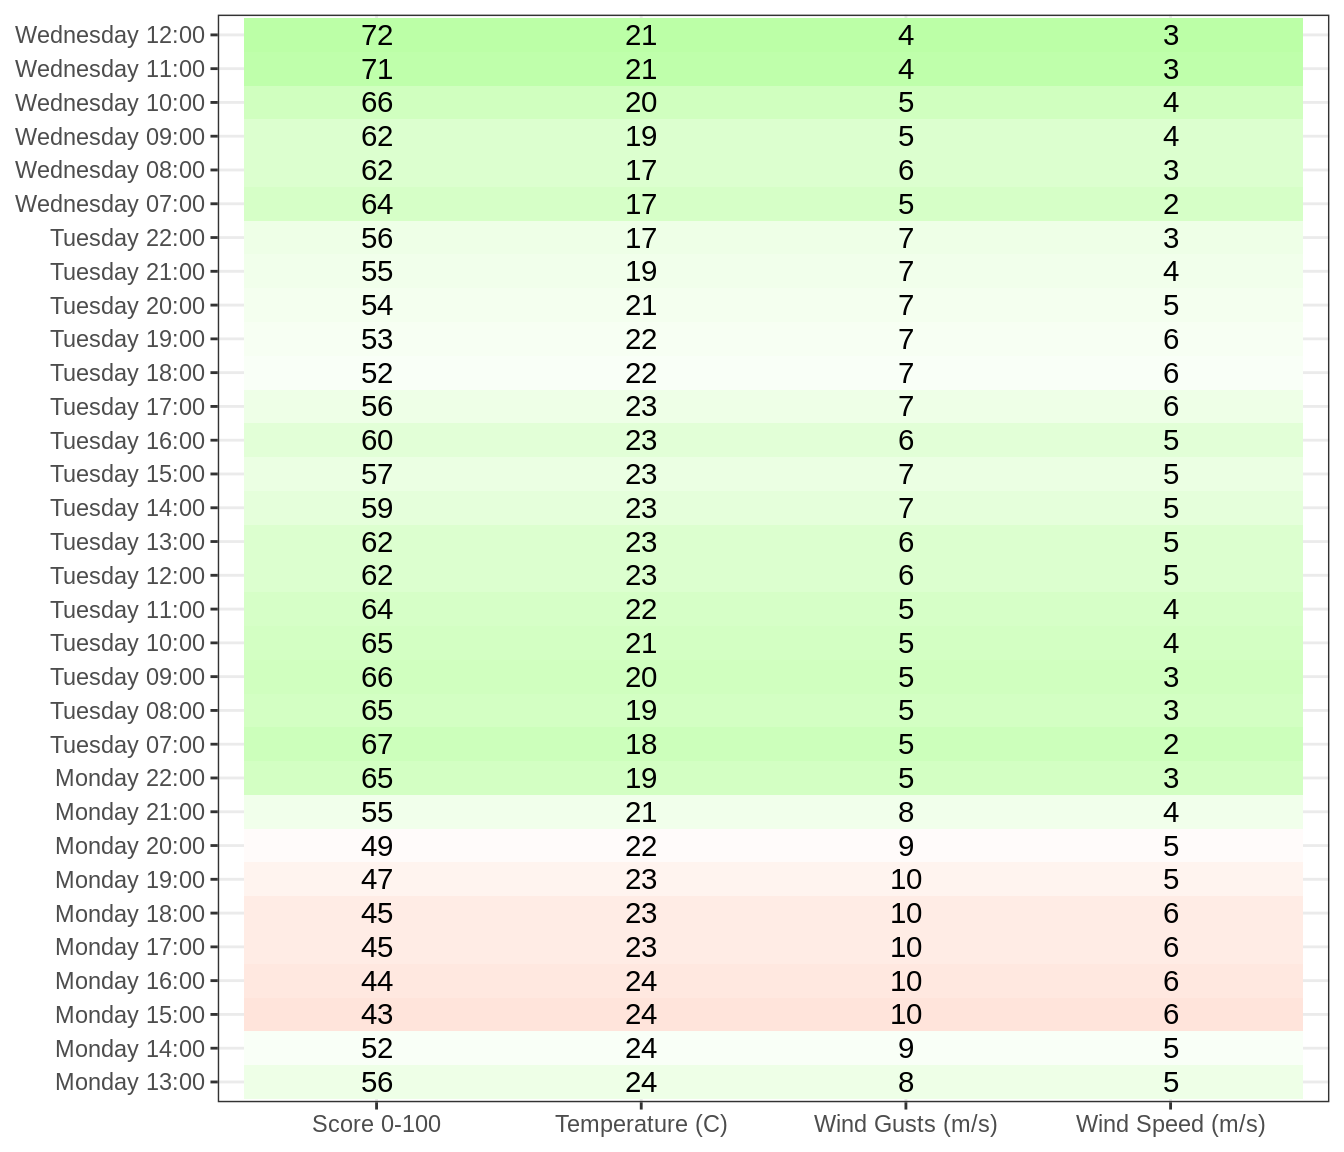 Wednesday 12:00 72 21 4 3
Wednesday 11:00 71 21 4 3
Wednesday 10:00 66 20 5 4
Wednesday 09:00 62 19 5 4
Wednesday 08:00 62 17 6 3
Wednesday 07:00 64 17 5 2
Tuesday 22:00 56 17 7 3
Tuesday 21:00 55 19 7 4
Tuesday 20:00 54 21 7 5
Tuesday 19:00 53 22 7 6
Tuesday 18:00 52 22 7 6
Tuesday 17:00 56 23 7 6
Tuesday 16:00 60 23 6 5
Tuesday 15:00 57 23 7 5
Tuesday 14:00 59 23 7 5
Tuesday 13:00 62 23 6 5
Tuesday 12:00 62 23 6 5
Tuesday 11:00 64 22 5 4
Tuesday 10:00 65 21 5 4
Tuesday 09:00 66 20 5 3
Tuesday 08:00 65 19 5 3
Tuesday 07:00 67 18 5 2
Monday 22:00 65 19 5 3
Monday 21:00 55 21 8 4
Monday 20:00 49 22 9 5
Monday 19:00 47 23 10 5
Monday 18:00 45 23 10 6
Monday 17:00 45 23 10 6
Monday 16:00 44 24 10 6
Monday 15:00 43 24 10 6
Monday 14:00 52 24 9 5
Monday 13:00 56 24 8 5
Score 0-100 Temperature (C) Wind Gusts (m/s) Wind Speed (m/s)